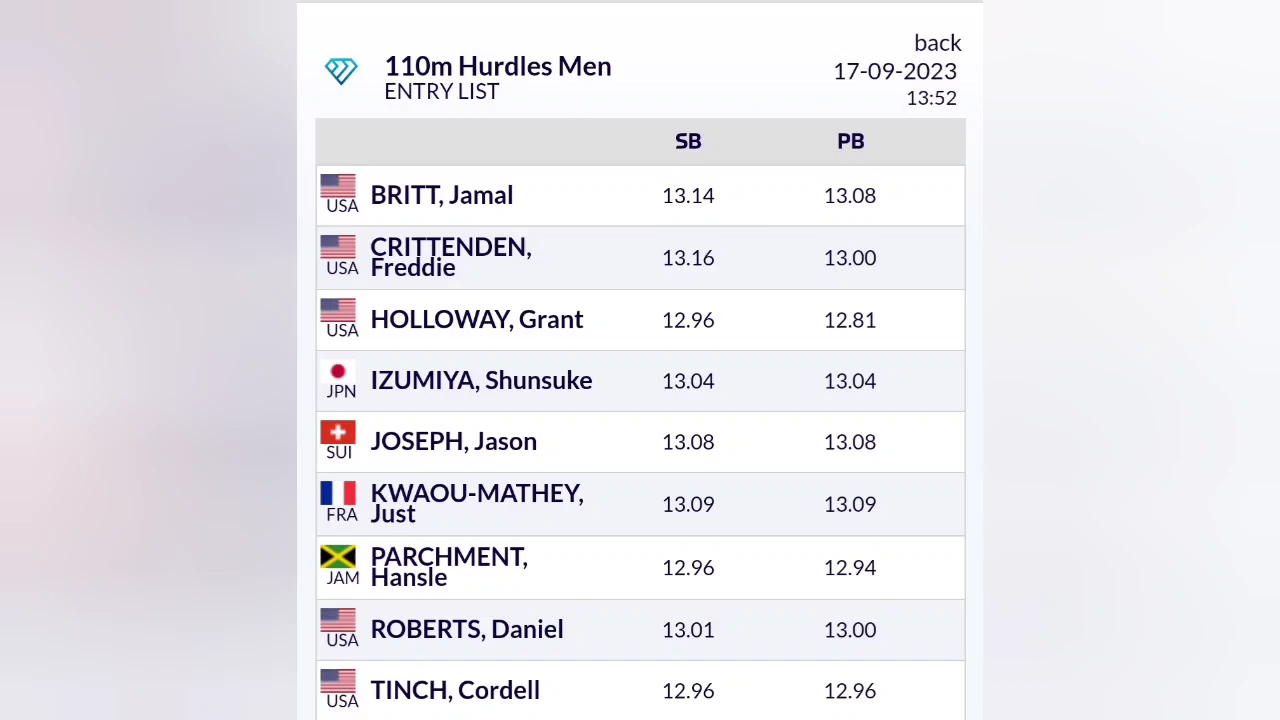 back
110m Hurdles Men
17-09-2023
ENTRY LIST
13:52
SB PB
USA BRITT, Jamal 13.14 13.08
USA CRITTENDEN,
Freddie 13.16 13.00
USA HOLLOWAY, Grant 12.96 12.81
JPN IZUMIYA, Shunsuke 13.04 13.04
SUI JOSEPH, Jason 13.08 13.08
FRA KWAOU-MATHEY,
Just 13.09 13.09
JAM PARCHMENT,
Hansle 12.96 12.94
USA ROBERTS, Daniel 13.01 13.00
USA TINCH, Cordell 12.96 12.96